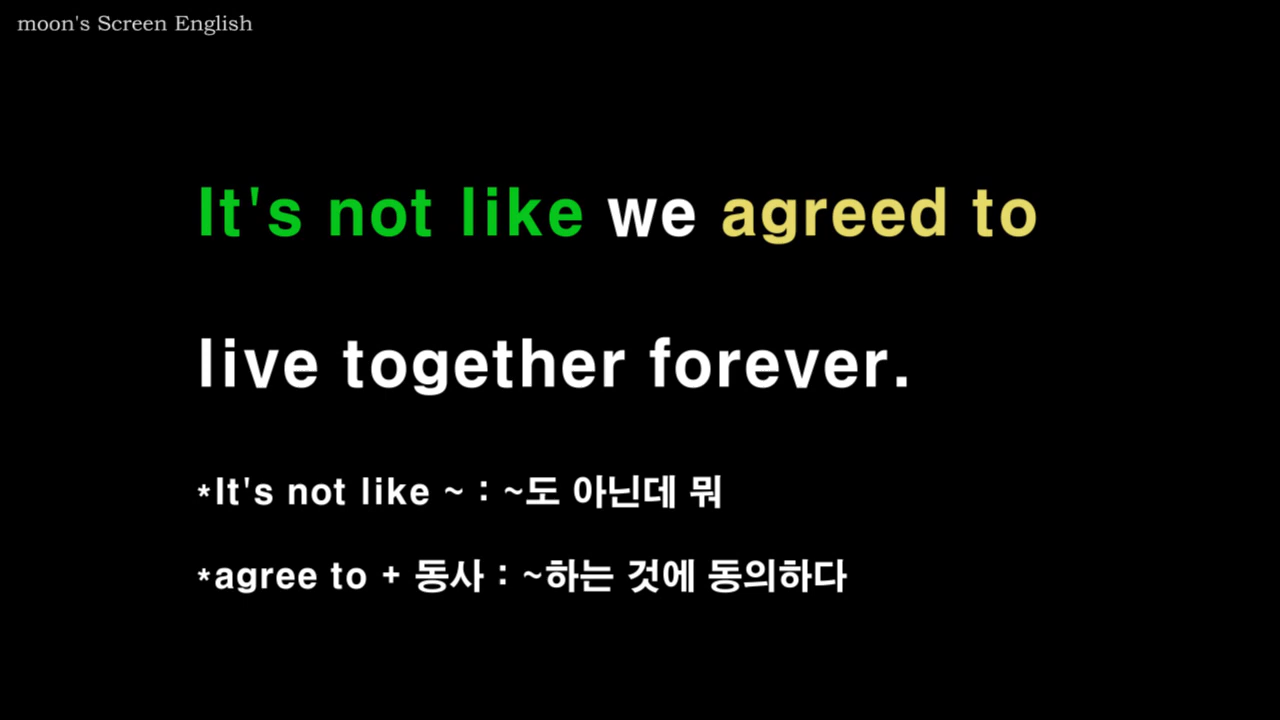 moon's Screen English
It's not like we agreed to
live together forever.
*It's not like ~ : ~도 아닌데 뭐
*agree to + 동사 : ~하는 것에 동의하다